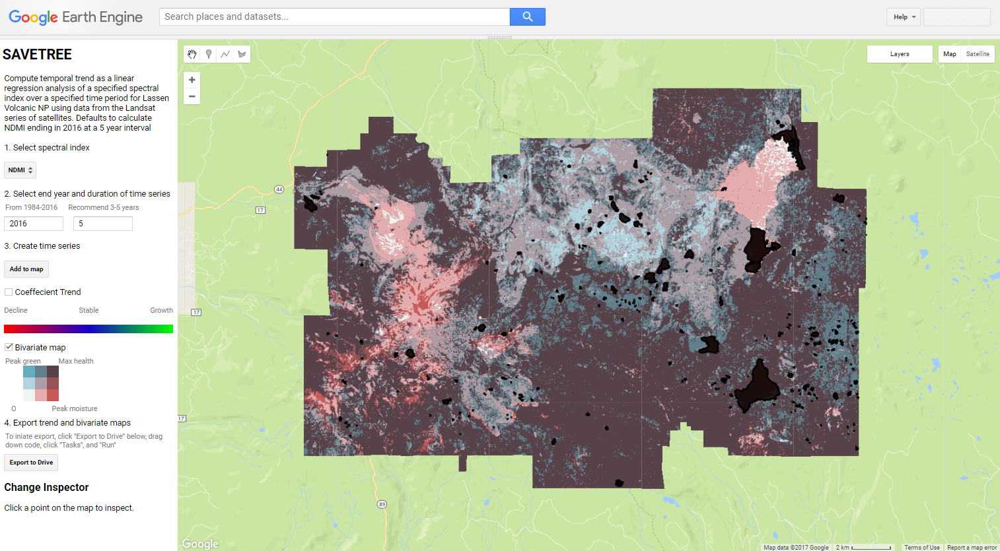 Google Earth Engine
Search places and datasets...
Help
SAVETREE
Compute temporal trend as a linear
regression analysis of a specified spectral
index over a specified time period for Lassen
Volcanic NP using data from the Landsat
series of satellites. Defaults to calculate
NDMI ending in 2016 at a 5 year interval
1. Select spectral index
NDMI
2. Select end year and duration of time series
From 1984-2016 Recommend 3-5 years
2016 5
3. Create time series
Add to map
Coeffecient Trend
Decline Stable Growth
Bivariate map
Peak green Max health
O Peak moisture
4. Export trend and bivariate maps
To iniate export, click "Export to Drive" below, drag
down code, click "Tasks", and "Run"
Export to Drive
Change Inspector
Click a point on the map to inspect.
Layers
Map Satellite
44
17
17
17
89
Google
Map data ©2017 Google 2 km Terms of Use Report a map error